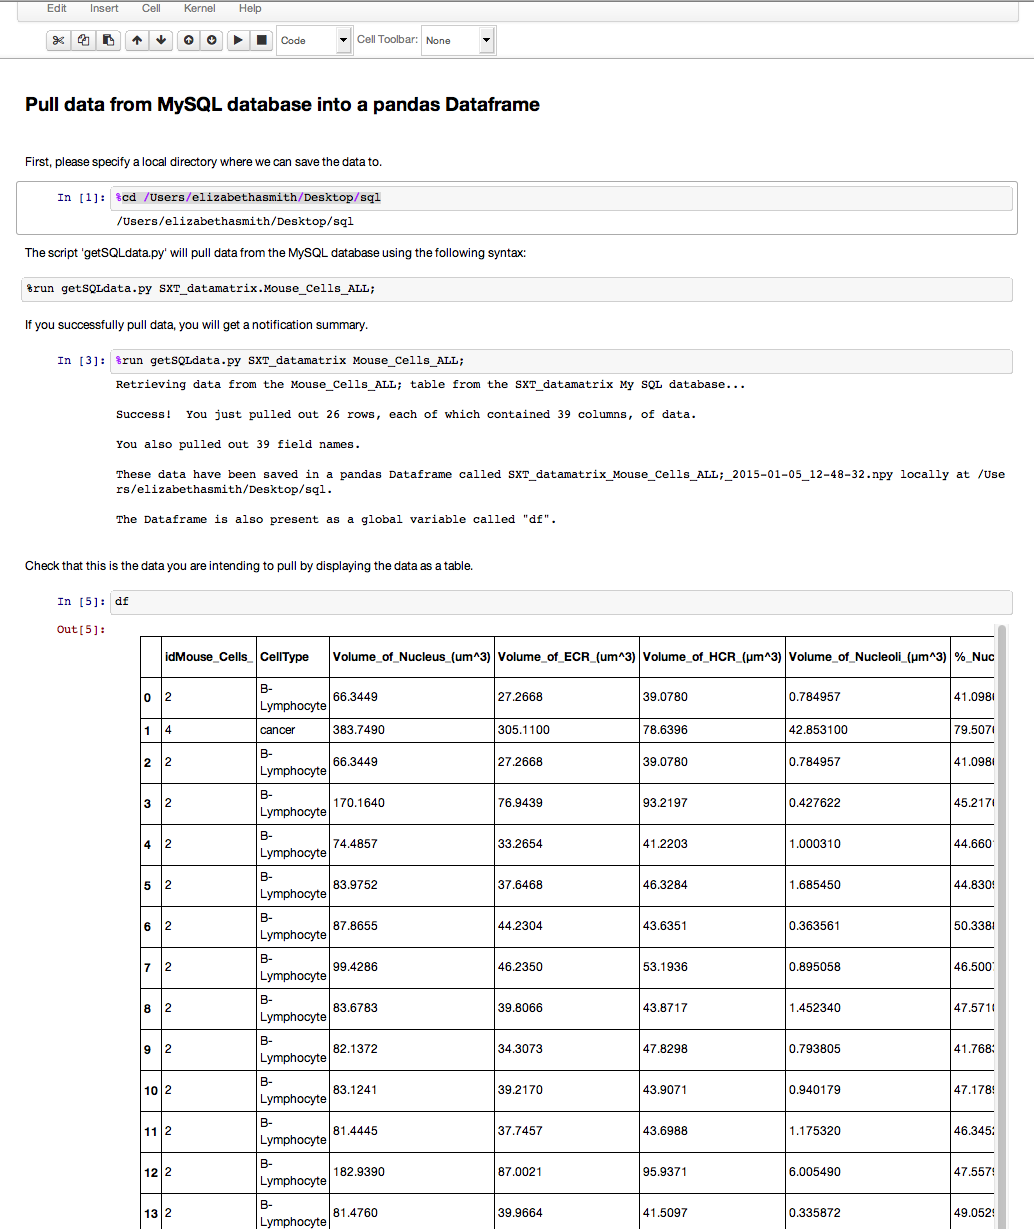 Edit Insert Cell Kernel Help
Code Cell Toolbar: None
Pull data from MySQL database into a pandas Dataframe
First, please specify a local directory where we can save the data to.
In [1]: %cd /Users/elizabethasmith/Desktop/sql
/Users/elizabethasmith/Desktop/sql
The script 'getSQLdata.py' will pull data from the MySQL database using the following syntax:
%run getSQLdata.py SXT_datamatrix.Mouse_Cells_ALL;
If you successfully pull data, you will get a notification summary.
In [3]: %run getSQLdata.py SXT_datamatrix Mouse_Cells_ALL;
Retrieving data from the Mouse_Cells_ALL; table from the SXT_datamatrix My SQL database...
Success!  You just pulled out 26 rows, each of which contained 39 columns, of data.
You also pulled out 39 field names.
These data have been saved in a pandas Dataframe called SXT_datamatrix_Mouse_Cells_ALL;_2015-01-05_12-48-32.npy locally at /Use
rs/elizabethasmith/Desktop/sql.
The Dataframe is also present as a global variable called "df".
Check that this is the data you are intending to pull by displaying the data as a table.
In [5]: df
Out[5]:
idMouse_Cells_ CellType Volume_of_Nucleus_(um^3) Volume_of_ECR_(um^3) Volume_of_HCR_(µm^3) Volume_of_Nucleoli_(µm^3) %_Nuc
0 2 B-Lymphocyte 66.3449 27.2668 39.0780 0.784957 41.098
1 4 cancer 383.7490 305.1100 78.6396 42.853100 79.507
2 2 B-Lymphocyte 66.3449 27.2668 39.0780 0.784957 41.098
3 2 B-Lymphocyte 170.1640 76.9439 93.2197 0.427622 45.217
4 2 B-Lymphocyte 74.4857 33.2654 41.2203 1.000310 44.660
5 2 B-Lymphocyte 83.9752 37.6468 46.3284 1.685450 44.830
6 2 B-Lymphocyte 87.8655 44.2304 43.6351 0.363561 50.338
7 2 B-Lymphocyte 99.4286 46.2350 53.1936 0.895058 46.500
8 2 B-Lymphocyte 83.6783 39.8066 43.8717 1.452340 47.571
9 2 B-Lymphocyte 82.1372 34.3073 47.8298 0.793805 41.768
10 2 B-Lymphocyte 83.1241 39.2170 43.9071 0.940179 47.178
11 2 B-Lymphocyte 81.4445 37.7457 43.6988 1.175320 46.345
12 2 B-Lymphocyte 182.9390 87.0021 95.9371 6.005490 47.557
13 2 B-Lymphocyte 81.4760 39.9664 41.5097 0.335872 49.052